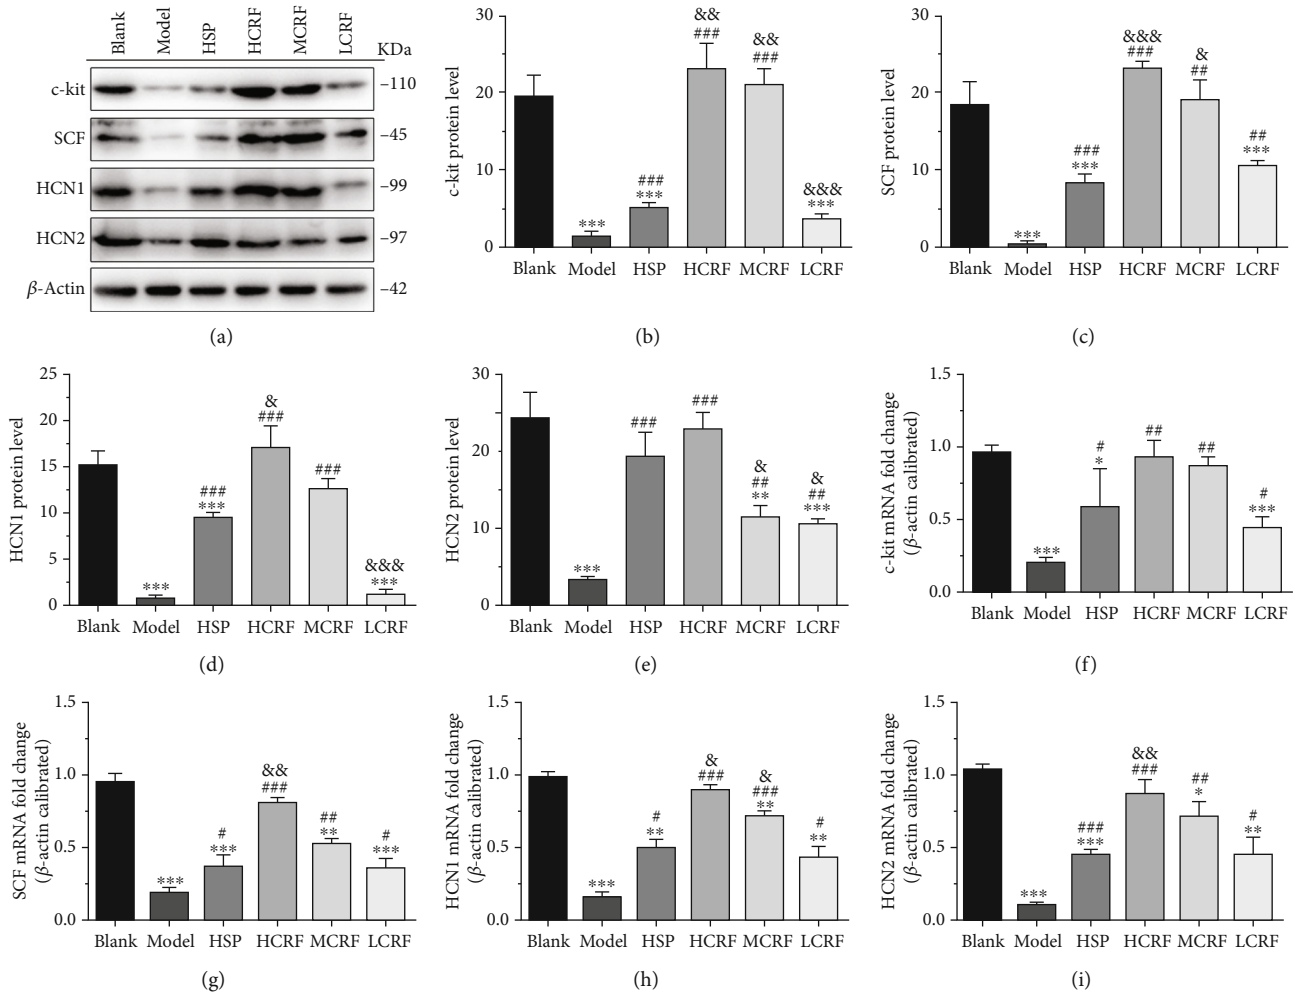 Blank Model HSP HCRF MCRF LCRF
KDa
c-kit –110
SCF –45
HCN1 –99
HCN2 –97
β-Actin –42
(a)
c-kit protein level
30
20
10
0
***
###
***
&&
###
&&
###
&&&
***
Blank Model HSP HCRF MCRF LCRF
(b)
SCF protein level
30
20
10
0
***
###
***
&&&
###
&
##
##
***
Blank Model HSP HCRF MCRF LCRF
(c)
HCN1 protein level
25
20
15
10
5
0
***
###
***
&
###
###
&&&
***
Blank Model HSP HCRF MCRF LCRF
(d)
HCN2 protein level
30
20
10
0
***
###
###
&
##
**
&
##
***
Blank Model HSP HCRF MCRF LCRF
(e)
c-kit mRNA fold change
(β-actin calibrated)
1.5
1.0
0.5
0.0
***
#
*
##
##
#
***
Blank Model HSP HCRF MCRF LCRF
(f)
SCF mRNA fold change
(β-actin calibrated)
1.5
1.0
0.5
0.0
***
#
***
&&
###
##
**
#
***
Blank Model HSP HCRF MCRF LCRF
(g)
HCN1 mRNA fold change
(β-actin calibrated)
1.5
1.0
0.5
0.0
***
#
**
&
###
&
###
**
#
**
Blank Model HSP HCRF MCRF LCRF
(h)
HCN2 mRNA fold change
(β-actin calibrated)
1.5
1.0
0.5
0.0
***
###
***
&&
###
##
*
#
**
Blank Model HSP HCRF MCRF LCRF
(i)